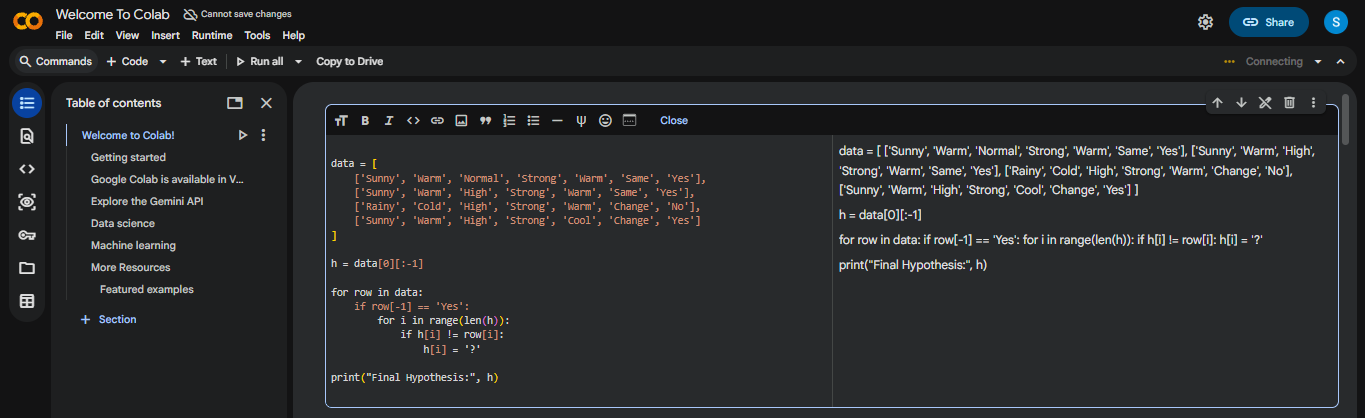 Welcome To Colab
Cannot save changes
File Edit View Insert Runtime Tools Help
Share
S
Commands + Code + Text Run all Copy to Drive
Connecting
Table of contents
Welcome to Colab!
Getting started
Google Colab is available in V...
Explore the Gemini API
Data science
Machine learning
More Resources
Featured examples
+ Section
Close
data = [
    ['Sunny', 'Warm', 'Normal', 'Strong', 'Warm', 'Same', 'Yes'],
    ['Sunny', 'Warm', 'High', 'Strong', 'Warm', 'Same', 'Yes'],
    ['Rainy', 'Cold', 'High', 'Strong', 'Warm', 'Change', 'No'],
    ['Sunny', 'Warm', 'High', 'Strong', 'Cool', 'Change', 'Yes']
]
h = data[0][:-1]
for row in data:
    if row[-1] == 'Yes':
        for i in range(len(h)):
            if h[i] != row[i]:
                h[i] = '?'
print("Final Hypothesis:", h)
data = [ ['Sunny', 'Warm', 'Normal', 'Strong', 'Warm', 'Same', 'Yes'], ['Sunny', 'Warm', 'High',
'Strong', 'Warm', 'Same', 'Yes'], ['Rainy', 'Cold', 'High', 'Strong', 'Warm', 'Change', 'No'],
['Sunny', 'Warm', 'High', 'Strong', 'Cool', 'Change', 'Yes'] ]
h = data[0][:-1]
for row in data: if row[-1] == 'Yes': for i in range(len(h)): if h[i] != row[i]: h[i] = '?'
print("Final Hypothesis:", h)